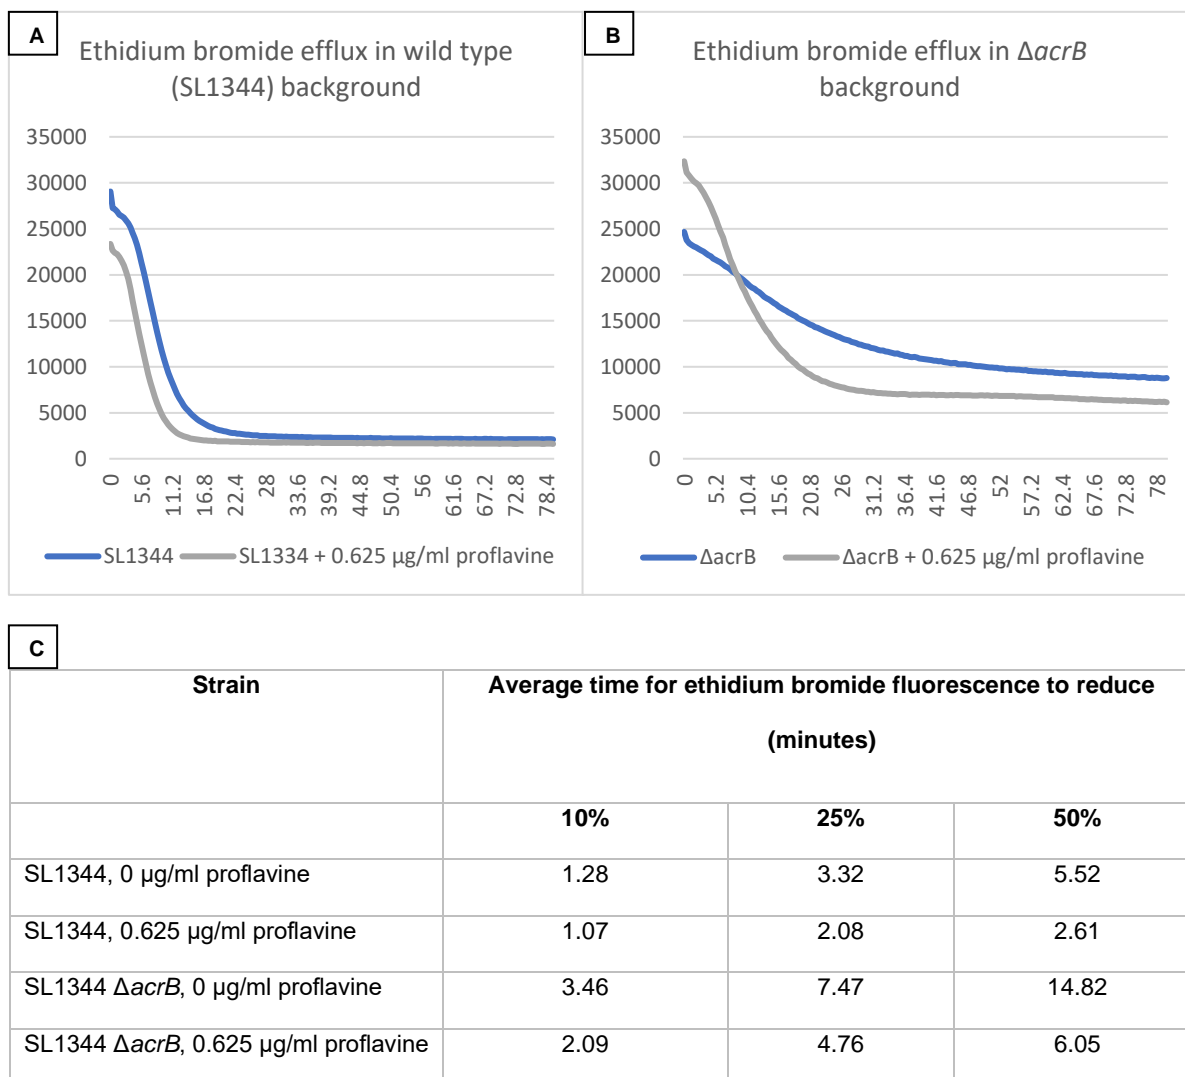 A
Ethidium bromide efflux in wild type
(SL1344) background
35000
30000
25000
20000
15000
10000
5000
0
0
5.6
11.2
16.8
22.4
28
33.6
39.2
44.8
50.4
56
61.6
67.2
72.8
78.4
SL1344
SL1334 + 0.625 µg/ml proflavine
B
Ethidium bromide efflux in ΔacrB
background
35000
30000
25000
20000
15000
10000
5000
0
0
5.2
10.4
15.6
20.8
26
31.2
36.4
41.6
46.8
52
57.2
62.4
67.6
72.8
78
ΔacrB
ΔacrB + 0.625 µg/ml proflavine
C
Strain
Average time for ethidium bromide fluorescence to reduce
(minutes)
10% 25% 50%
SL1344, 0 µg/ml proflavine 1.28 3.32 5.52
SL1344, 0.625 µg/ml proflavine 1.07 2.08 2.61
SL1344 ΔacrB, 0 µg/ml proflavine 3.46 7.47 14.82
SL1344 ΔacrB, 0.625 µg/ml proflavine 2.09 4.76 6.05